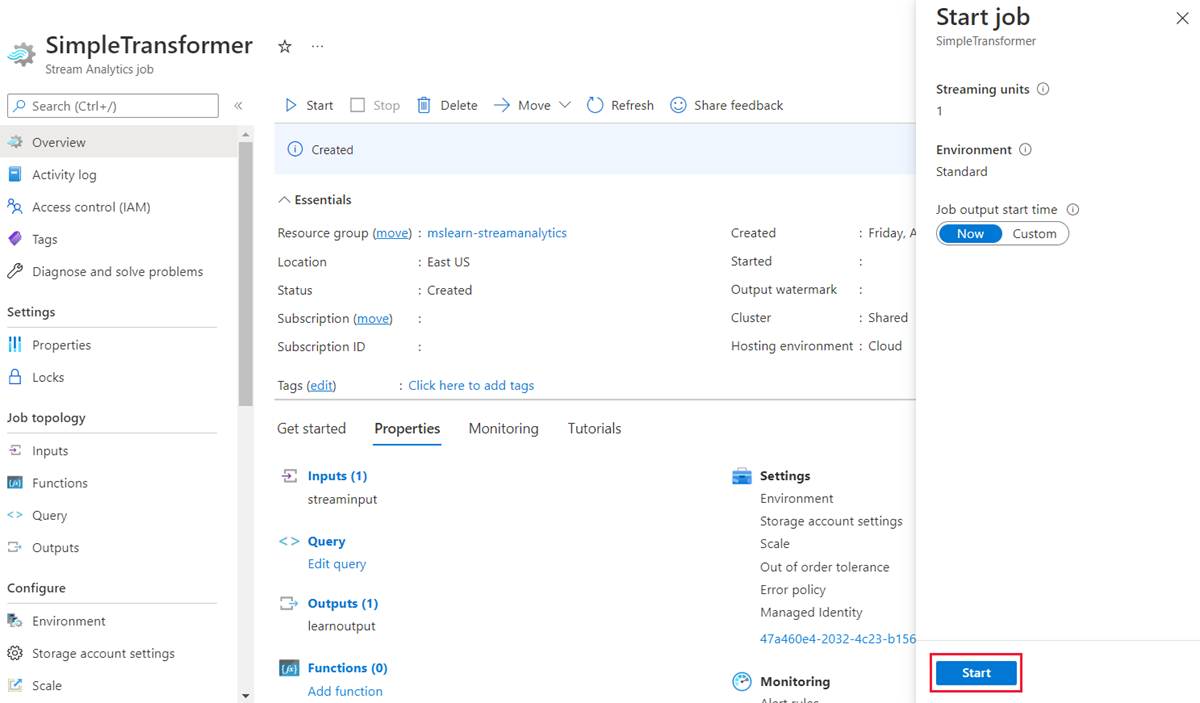 SimpleTransformer
Stream Analytics job
Search (Ctrl+/)
Overview
Activity log
Access control (IAM)
Tags
Diagnose and solve problems
Settings
Properties
Locks
Job topology
Inputs
Functions
Query
Outputs
Configure
Environment
Storage account settings
Scale
Start Stop Delete Move Refresh Share feedback
Created
Essentials
Resource group (move) : mslearn-streamanalytics
Location : East US
Status : Created
Subscription (move) :
Subscription ID :
Tags (edit) : Click here to add tags
Created : Friday, A
Started :
Output watermark :
Cluster : Shared
Hosting environment : Cloud
Get started Properties Monitoring Tutorials
Inputs (1)
streaminput
Query
Edit query
Outputs (1)
learnoutput
Functions (0)
Add function
Settings
Environment
Storage account settings
Scale
Out of order tolerance
Error policy
Managed Identity
47a460e4-2032-4c23-b156
Monitoring
Alert rules
Start job
SimpleTransformer
Streaming units
1
Environment
Standard
Job output start time
Now Custom
Start